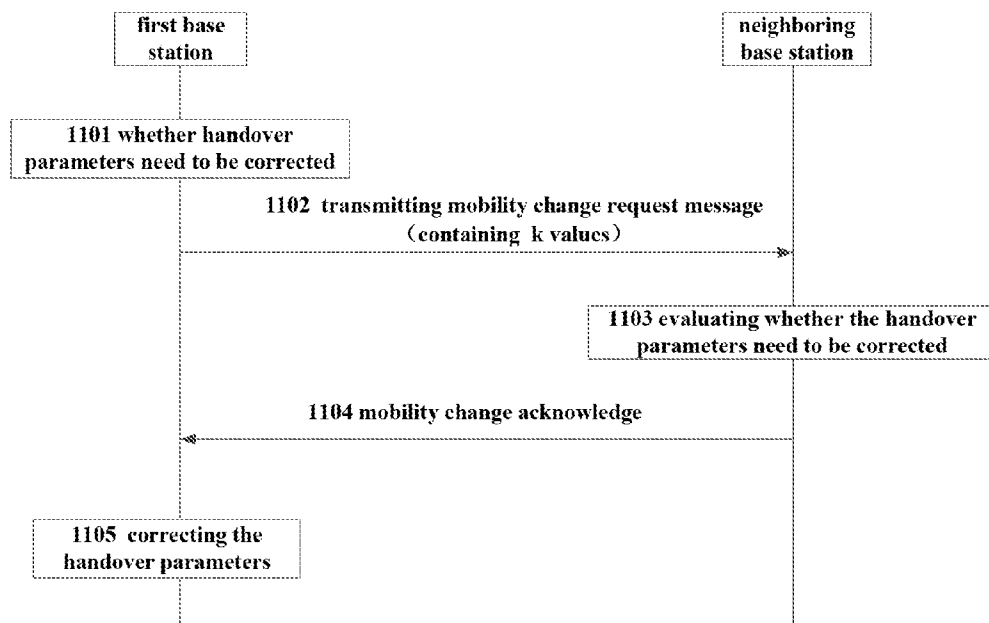 first base
station
neighboring
base station
1101 whether handover
parameters need to be corrected
1102 transmitting mobility change request message
（containing k values）
1103 evaluating whether the handover
parameters need to be corrected
1104 mobility change acknowledge
1105 correcting the
handover parameters